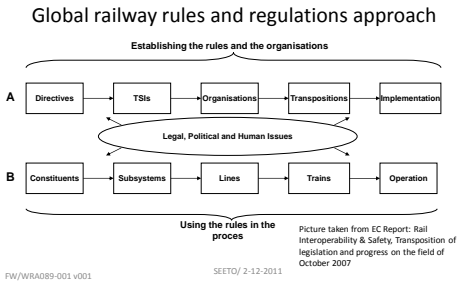 Global railway rules and regulations approach
Establishing the rules and the organisations
A
Directives
TSIs
Organisations
Transpositions
Implementation
Legal, Political and Human Issues
B
Constituents
Subsystems
Lines
Trains
Operation
Using the rules in the
proces
Picture taken from EC Report: Rail
Interoperability & Safety, Transposition of
legislation and progress on the field of
October 2007
FW/WRA089-001 v001
SEETO/ 2-12-2011